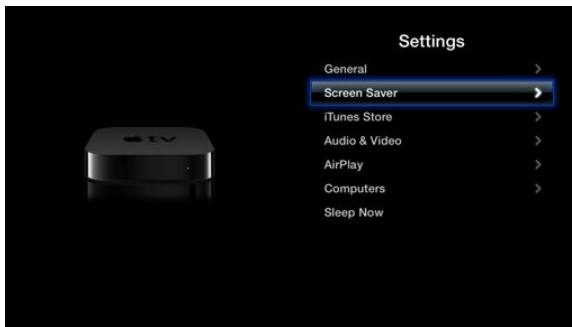 Settings
General
Screen Saver
iTunes Store
Audio & Video
AirPlay
Computers
Sleep Now
tv